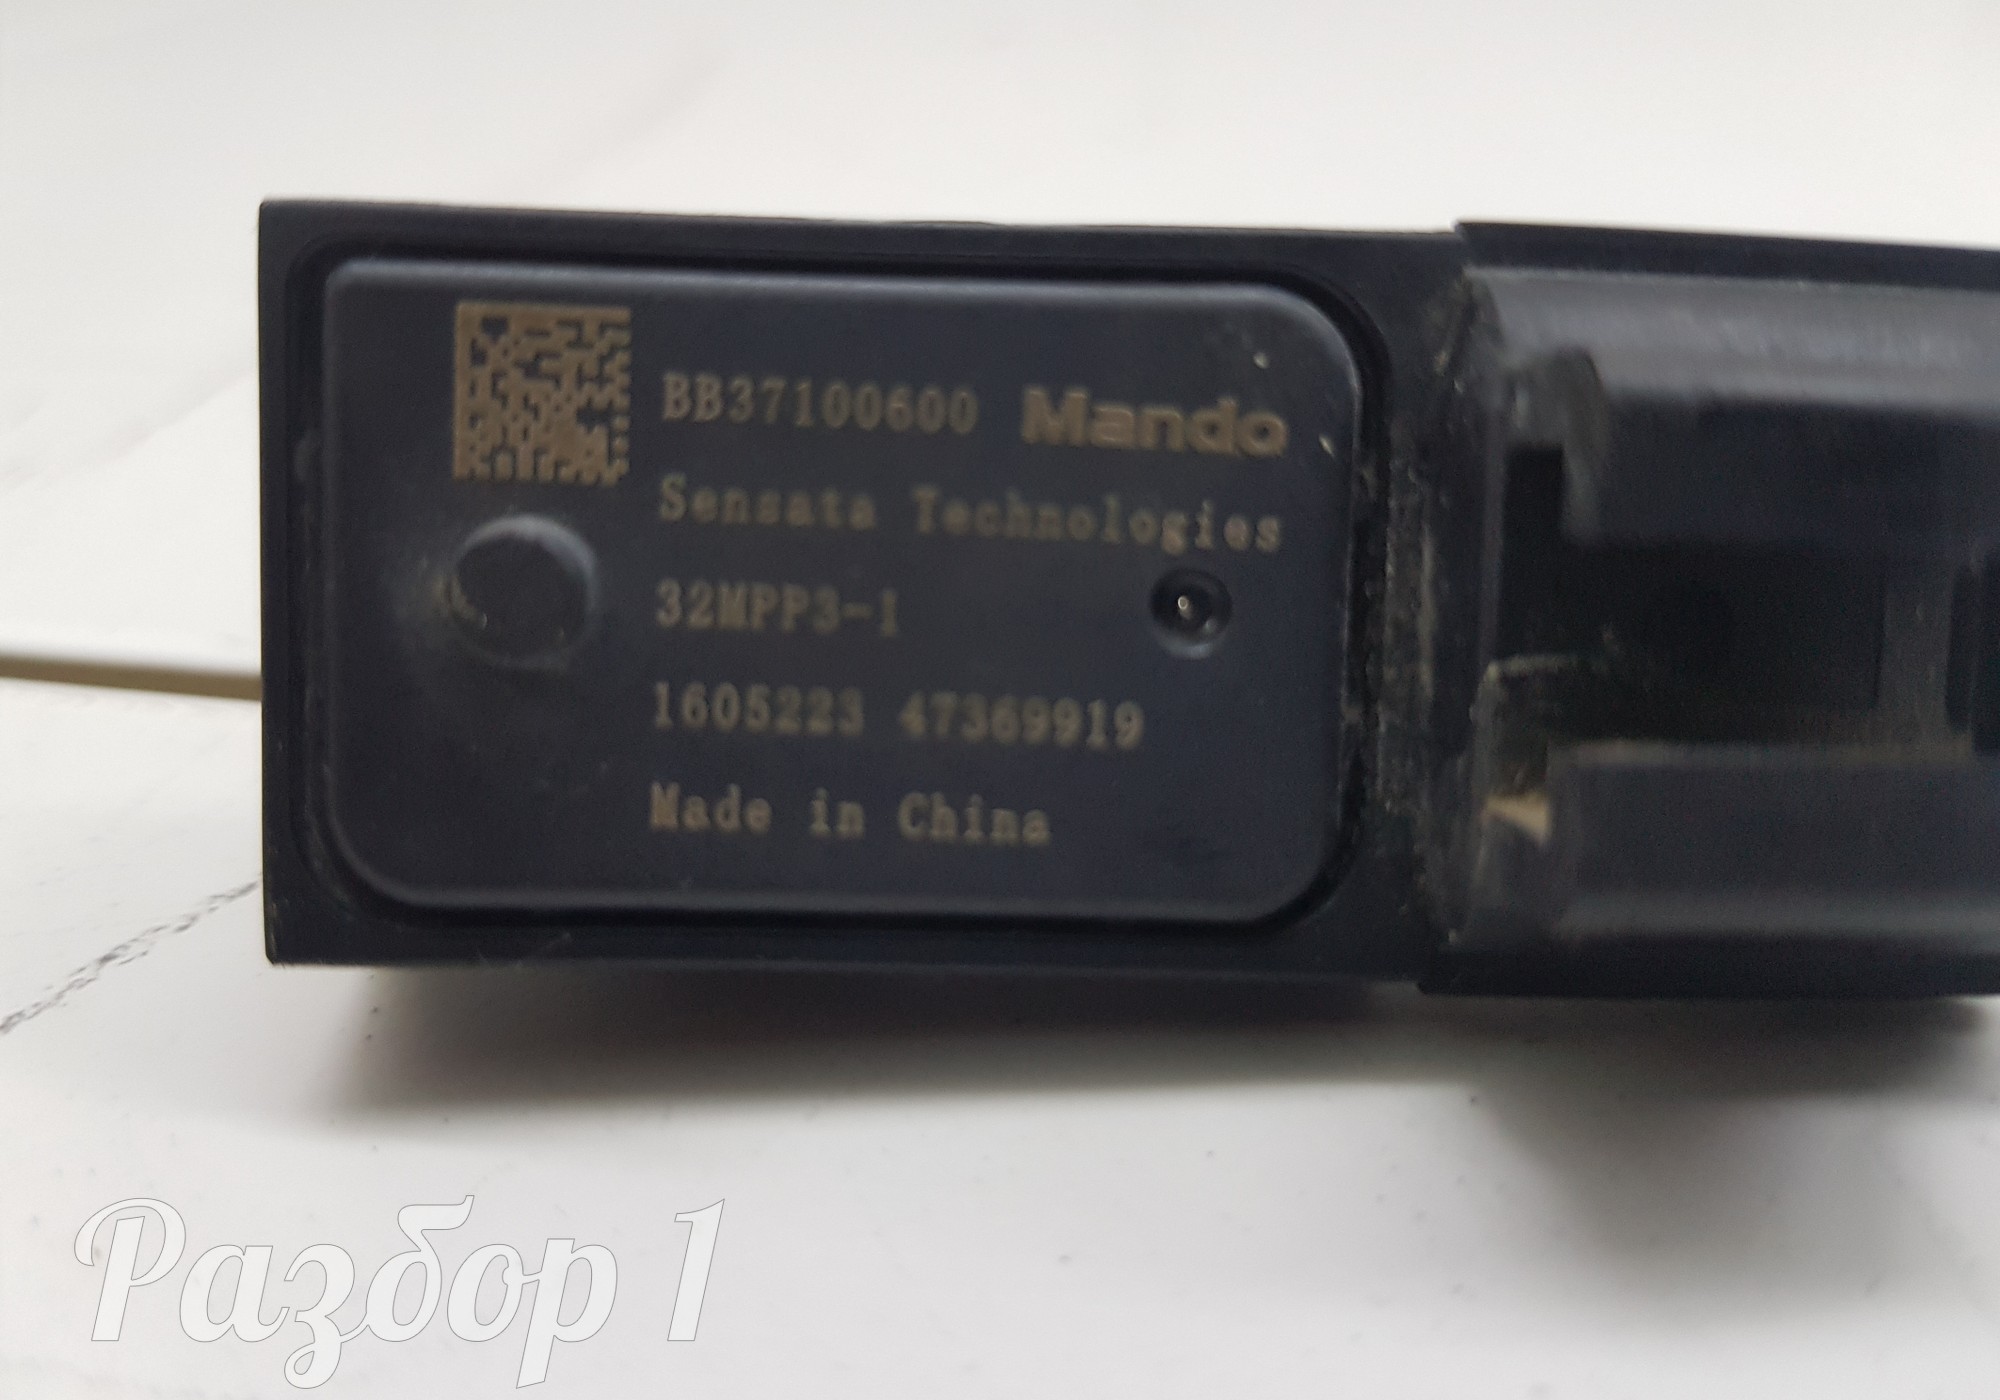 BB37100600 Mando
Sensata Technologies
32MPP3-1
1605223 47369919
Made in China
Разбор 1